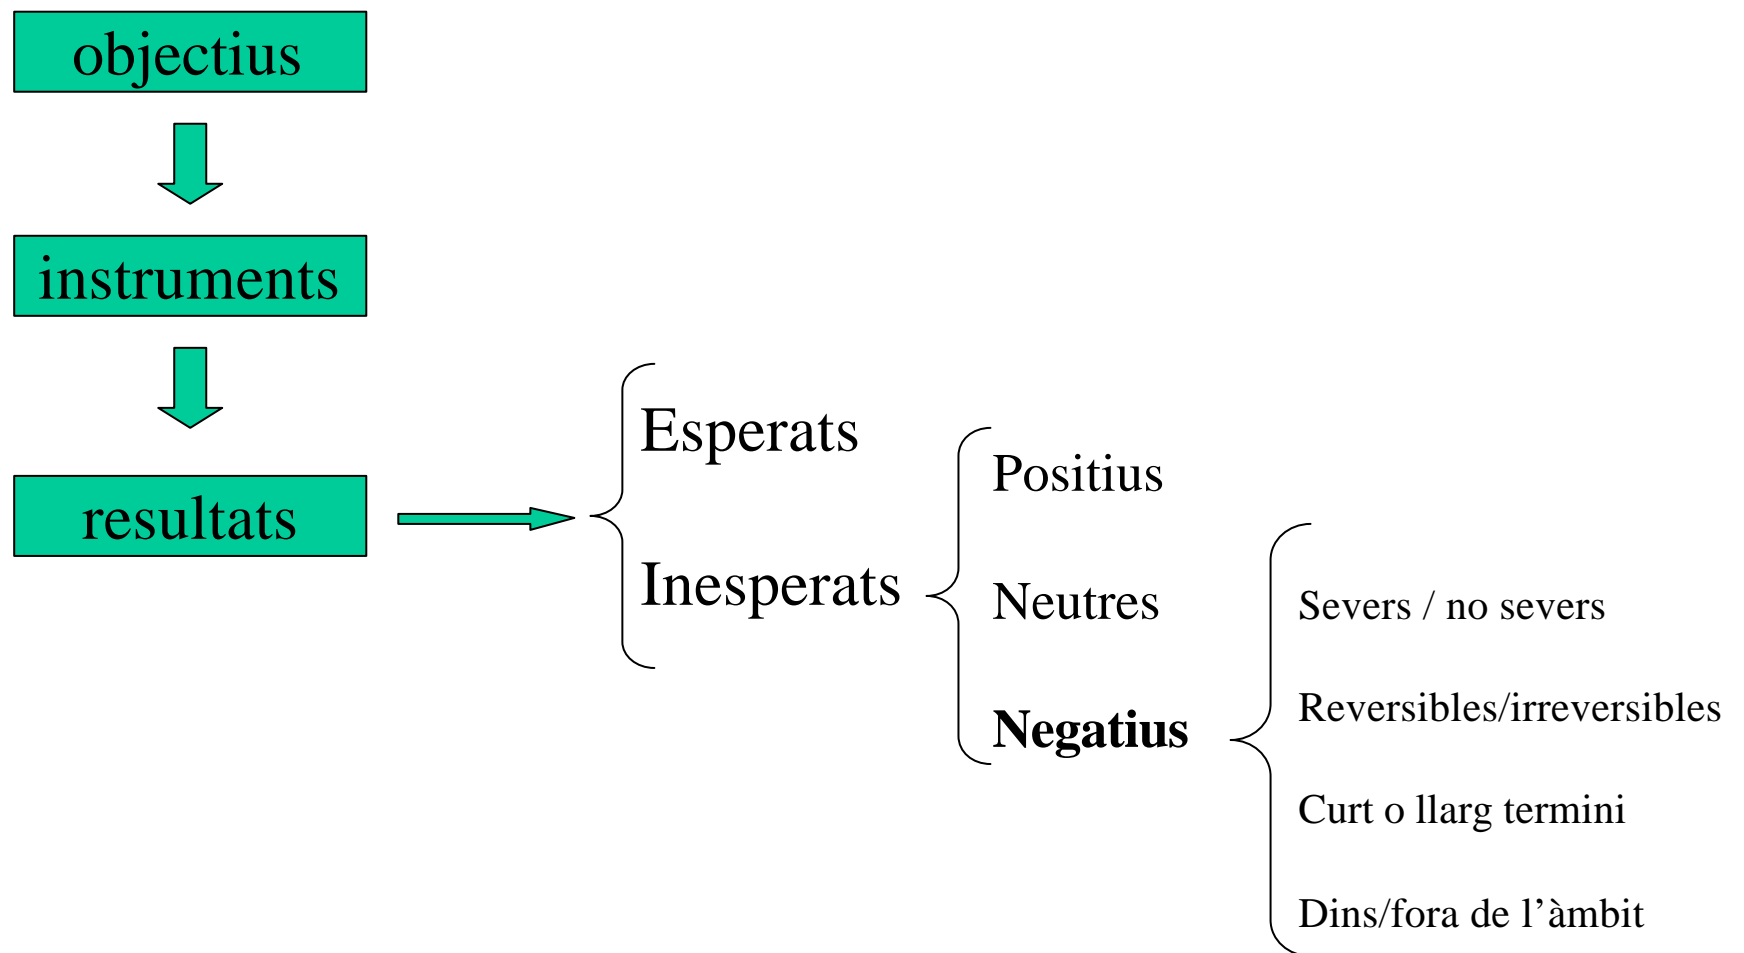 objectius
instruments
resultats
Esperats
Inesperats
Positius
Neutres
Negatius
Severs / no severs
Reversibles/irreversibles
Curt o llarg termini
Dins/fora de l’àmbit